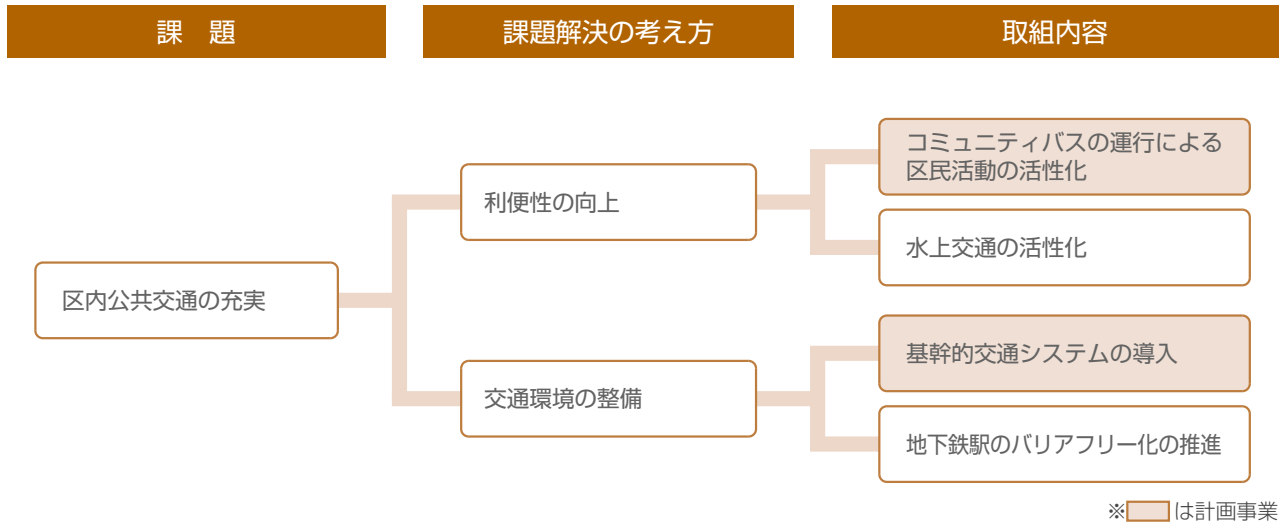 課　題
課題解決の考え方
取組内容
区内公共交通の充実
利便性の向上
コミュニティバスの運行による
区民活動の活性化
水上交通の活性化
交通環境の整備
基幹的交通システムの導入
地下鉄駅のバリアフリー化の推進
※　は計画事業